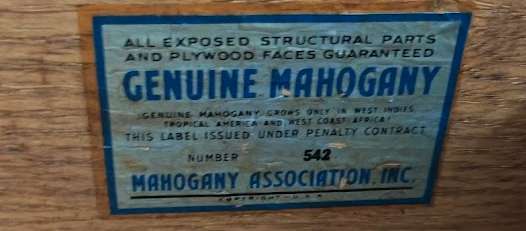 ALL EXPOSED STRUCTURAL PARTS
AND PLYWOOD FACES GUARANTEED
GENUINE MAHOGANY
(GENUINE MAHOGANY GROWS ONLY IN WEST INDIES
TROPICAL AMERICA AND WEST COAST AFRICA)
THIS LABEL ISSUED UNDER PENALTY CONTRACT
NUMBER 542
MAHOGANY ASSOCIATION, INC.
COPYRIGHT-U.S.A.